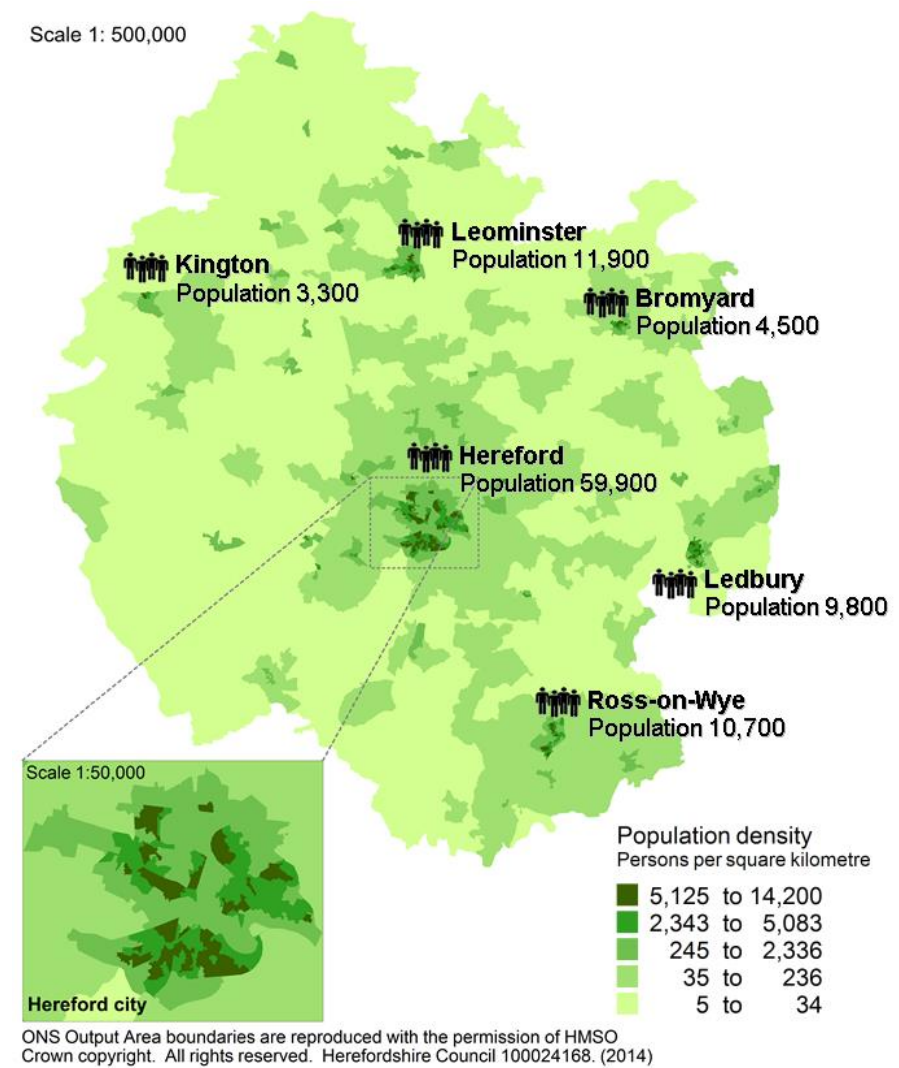 Scale 1: 500,000
Leominster
Population 11,900
Kington
Population 3,300
Bromyard
Population 4,500
Hereford
Population 59,900
Ledbury
Population 9,800
Ross-on-Wye
Population 10,700
Scale 1:50,000
Hereford city
Population density
Persons per square kilometre
5,125 to 14,200
2,343 to 5,083
245 to 2,336
35 to 236
5 to 34
ONS Output Area boundaries are reproduced with the permission of HMSO
Crown copyright. All rights reserved. Herefordshire Council 100024168. (2014)